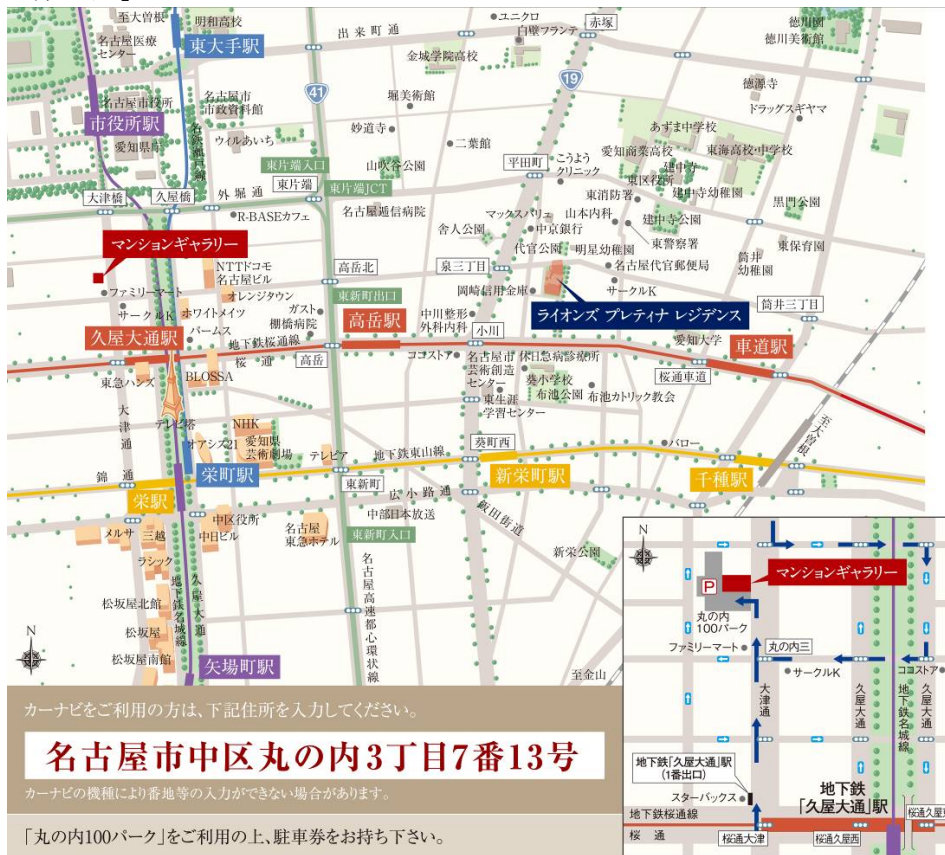 至大曽根
明和高校
東大手駅
出来町通
ユニクロ
白壁フランテ
赤塚
徳川園
徳川美術館
名古屋医療
センター
金城学院高校
19
41
徳源寺
堀美術館
ドラッグスギヤマ
名古屋市役所
名古屋市
市政資料館
市役所駅
愛知県庁
名鉄瀬戸線
ウィルあいち
妙道寺
二葉館
あずま中学校
愛知商業高校
東海高校・中学校
東片端入口
山吹谷公園
平田町
こうよう
クリニック
建中寺
東区役所
建中寺幼稚園
大津橋
久屋橋
外堀通
東片端
東片端JCT
東消防署
黒門公園
R-BASEカフェ
名古屋逓信病院
マックスバリュ
山本内科
建中寺公園
舎人公園
中京銀行
マンションギャラリー
代官公園
明星幼稚園
東警察署
東保育園
NTTドコモ
名古屋ビル
高岳北
泉三丁目
名古屋代官郵便局
筒井
幼稚園
ファミリーマート
オレンジタウン
東新町出口
岡崎信用金庫
サークルK
筒井三丁目
サークルK
ホワイトメイツ
ガスト
高岳駅
中川整形
外科内科
ライオンズ プレティナ レジデンス
久屋大通駅
パームス
棚橋病院
小川
愛知大学
車道駅
地下鉄桜通線
桜通
高岳
ココストア
名古屋市
芸術創造
センター
休日急病診療所
東急ハンズ
BLOSSA
葵小学校
布池公園
布池カトリック教会
桜通車道
大津通
テレビ塔
東生涯
学習センター
至大曽根
NHK
オアシス21
愛知県
芸術劇場
テレピア
地下鉄東山線
葵町西
バロー
錦通
栄町駅
新栄町駅
千種駅
栄駅
東新町
広小路通
中区役所
中部日本放送
飯田街道
メルサ
三越
中日ビル
名古屋
東急ホテル
東新町入口
ラシック
新栄公園
地下鉄名城線
久屋大通
名古屋高速都心環状線
松坂屋北館
松坂屋
松坂屋南館
矢場町駅
至金山
N
カーナビをご利用の方は、下記住所を入力してください。
名古屋市中区丸の内3丁目7番13号
カーナビの機種により番地等の入力ができない場合があります。
「丸の内100パーク」をご利用の上、駐車券をお持ち下さい。
N
マンションギャラリー
P
丸の内
100パーク
ファミリーマート
丸の内三
サークルK
ココストア
大津通
久屋大通
地下鉄名城線
久屋大通
地下鉄「久屋大通」駅
(1番出口)
スターバックス
地下鉄
「久屋大通」駅
地下鉄桜通線
桜通
桜通大津
桜通久屋西
桜通久屋東